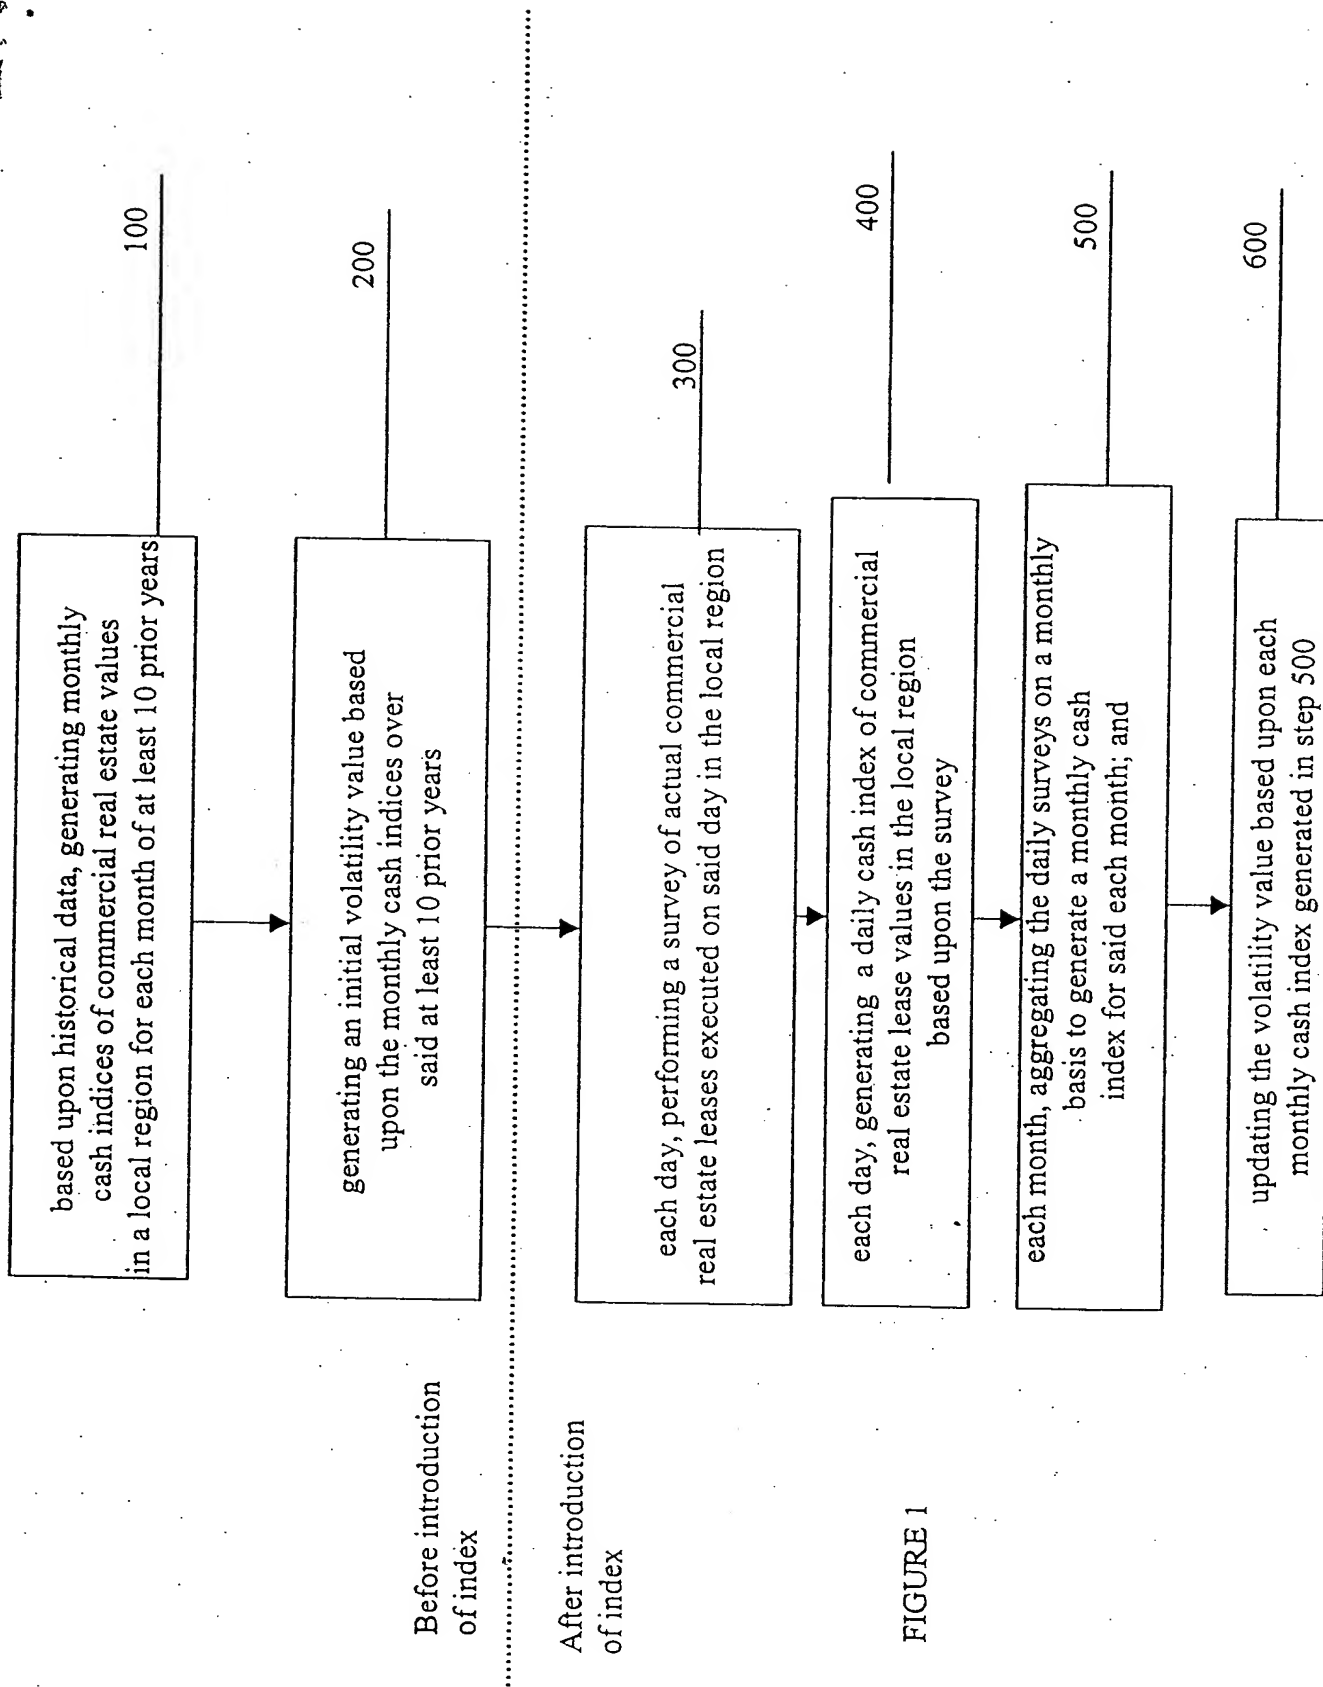 based upon historical data, generating monthly
cash indices of commercial real estate values
in a local region for each month of at least 10 prior years
100
generating an initial volatility value based
upon the monthly cash indices over
said at least 10 prior years
200
Before introduction
of index
After introduction
of index
each day, performing a survey of actual commercial
real estate leases executed on said day in the local region
300
each day, generating a daily cash index of commercial
real estate lease values in the local region
based upon the survey
400
each month, aggregating the daily surveys on a monthly
basis to generate a monthly cash
index for said each month; and
500
updating the volatility value based upon each
monthly cash index generated in step 500
600
FIGURE 1